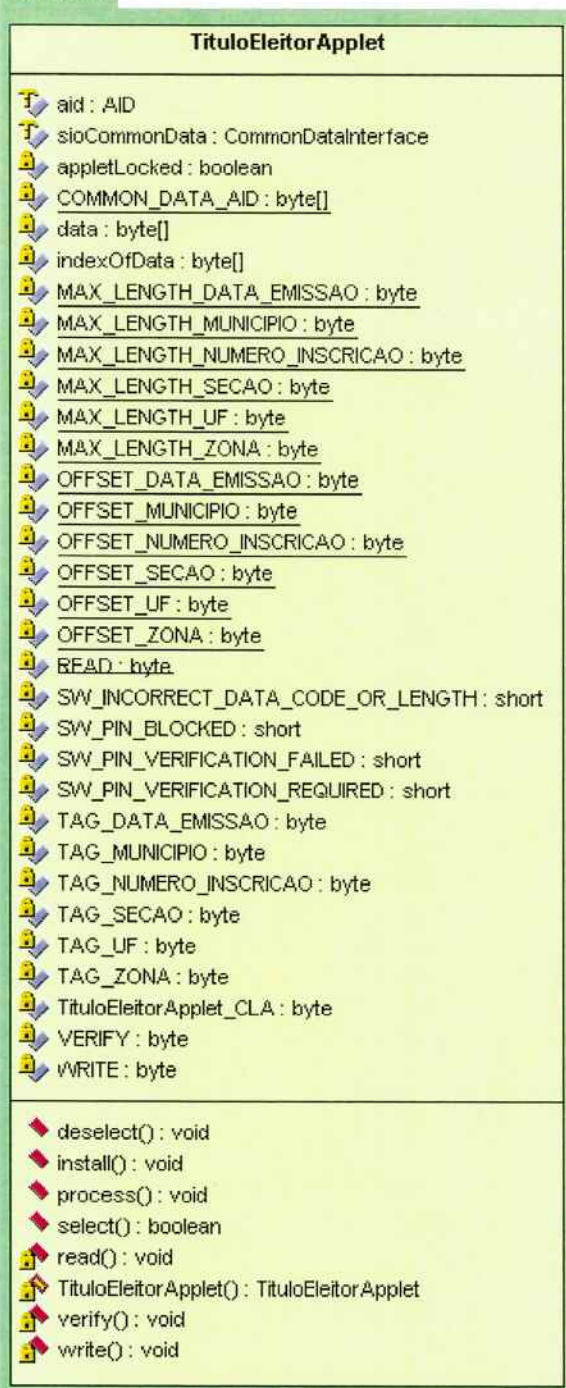 TituloEleitorApplet
aid : AID
sioCommonData : CommonDataInterface
appletLocked : boolean
COMMON_DATA_AID : byte[]
data : byte[]
indexOfData : byte[]
MAX_LENGTH_DATA_EMISSAO : byte
MAX_LENGTH_MUNICIPIO : byte
MAX_LENGTH_NUMERO_INSCRICAO : byte
MAX_LENGTH_SECAO : byte
MAX_LENGTH_UF : byte
MAX_LENGTH_ZONA : byte
OFFSET_DATA_EMISSAO : byte
OFFSET_MUNICIPIO : byte
OFFSET_NUMERO_INSCRICAO : byte
OFFSET_SECAO : byte
OFFSET_UF : byte
OFFSET_ZONA : byte
READ : byte
SW_INCORRECT_DATA_CODE_OR_LENGTH : short
SW_PIN_BLOCKED : short
SW_PIN_VERIFICATION_FAILED : short
SW_PIN_VERIFICATION_REQUIRED : short
TAG_DATA_EMISSAO : byte
TAG_MUNICIPIO : byte
TAG_NUMERO_INSCRICAO : byte
TAG_SECAO : byte
TAG_UF : byte
TAG_ZONA : byte
TituloEleitorApplet_CLA : byte
VERIFY : byte
WRITE : byte
deselect() : void
install() : void
process() : void
select() : boolean
read() : void
TituloEleitorApplet() : TituloEleitorApplet
verify() : void
write() : void